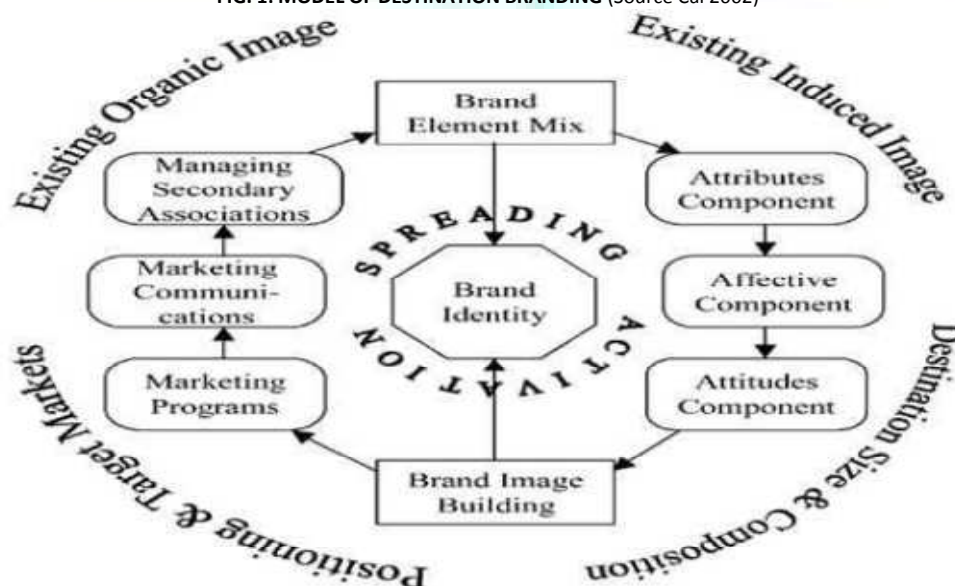 FIG. 1: MODEL OF DESTINATION BRANDING (Source Cai 2002)
Existing Organic Image
Existing Induced Image
Brand
Element Mix
Managing
Secondary
Associations
Attributes
Component
SPREADING
Marketing
Communi-
cations
Brand
Identity
Affective
Component
ACTIVATION
Marketing
Programs
Attitudes
Component
Brand Image
Building
Positioning & Target Markets
Destination Size & Composition